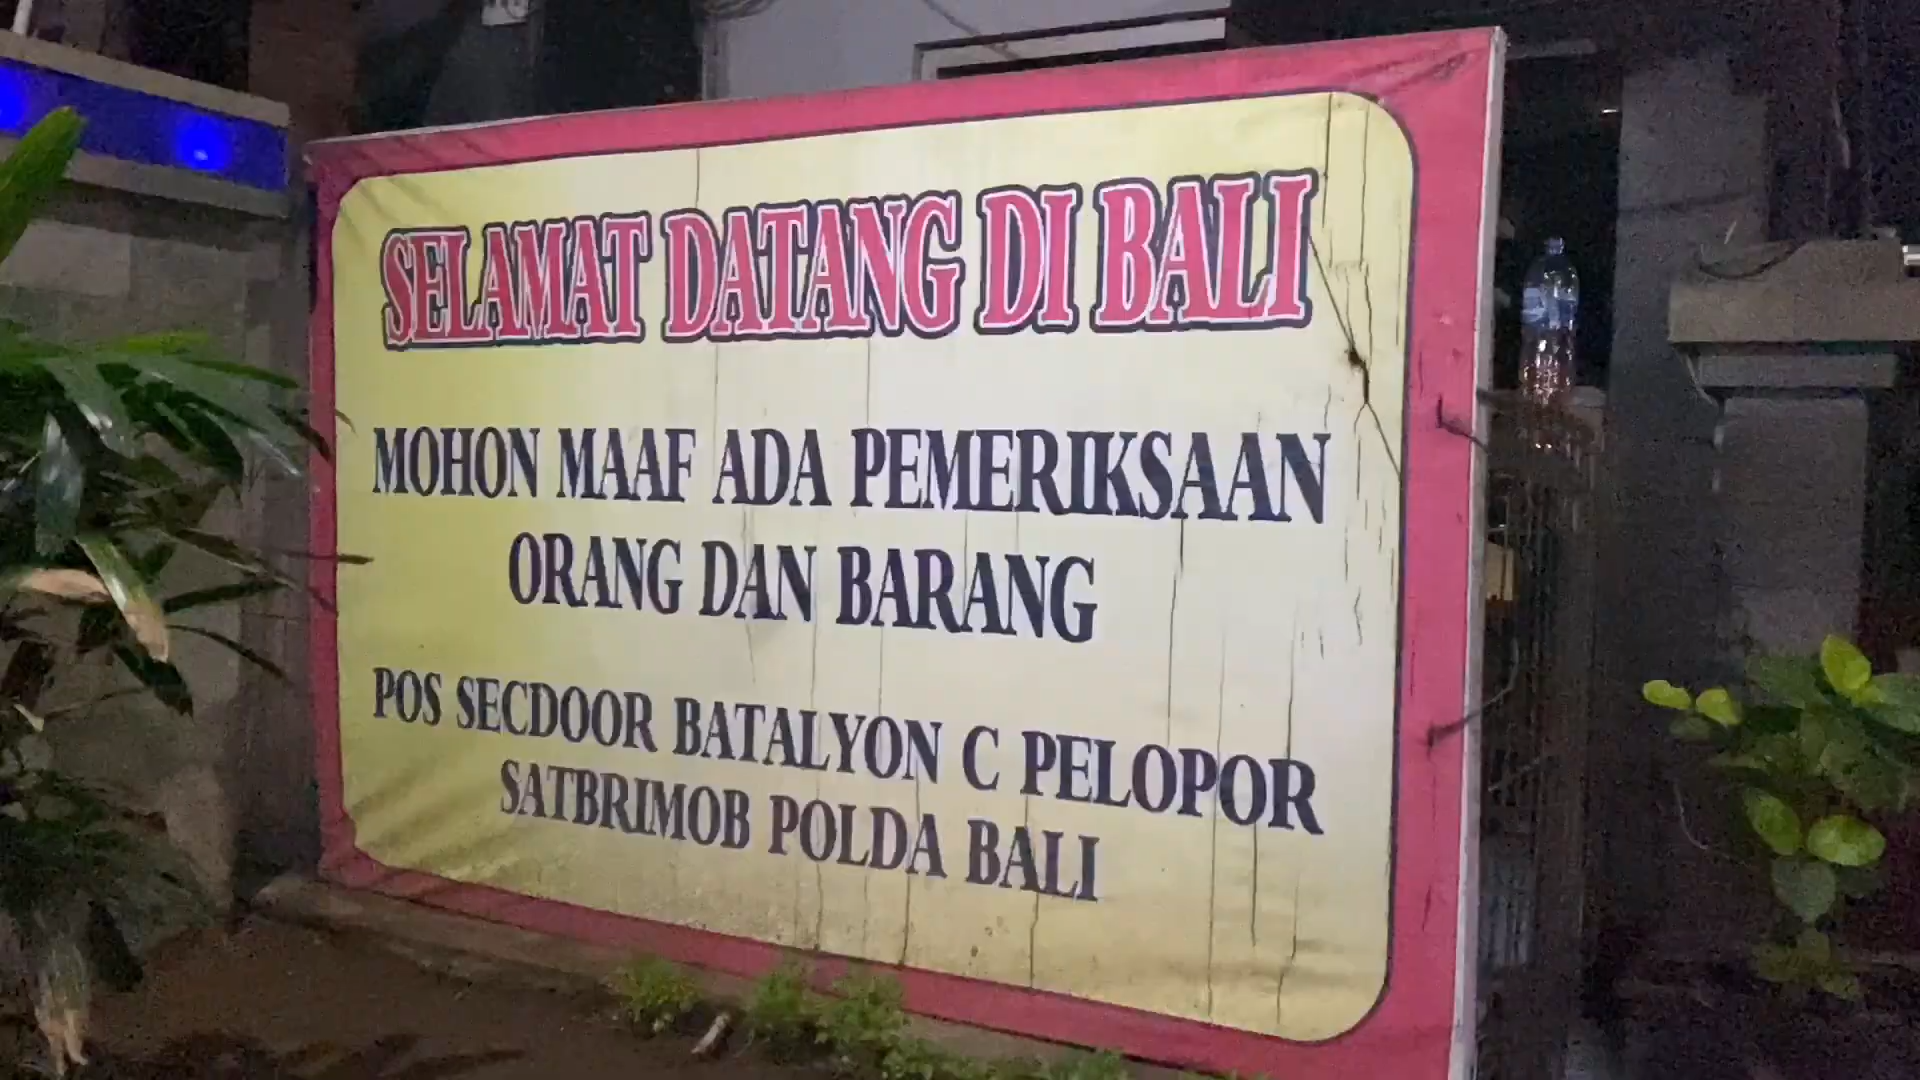 SELAMAT DATANG DI BALI
MOHON MAAF ADA PEMERIKSAAN
ORANG DAN BARANG
POS SECDOOR BATALYON C PELOPOR
SATBRIMOB POLDA BALI